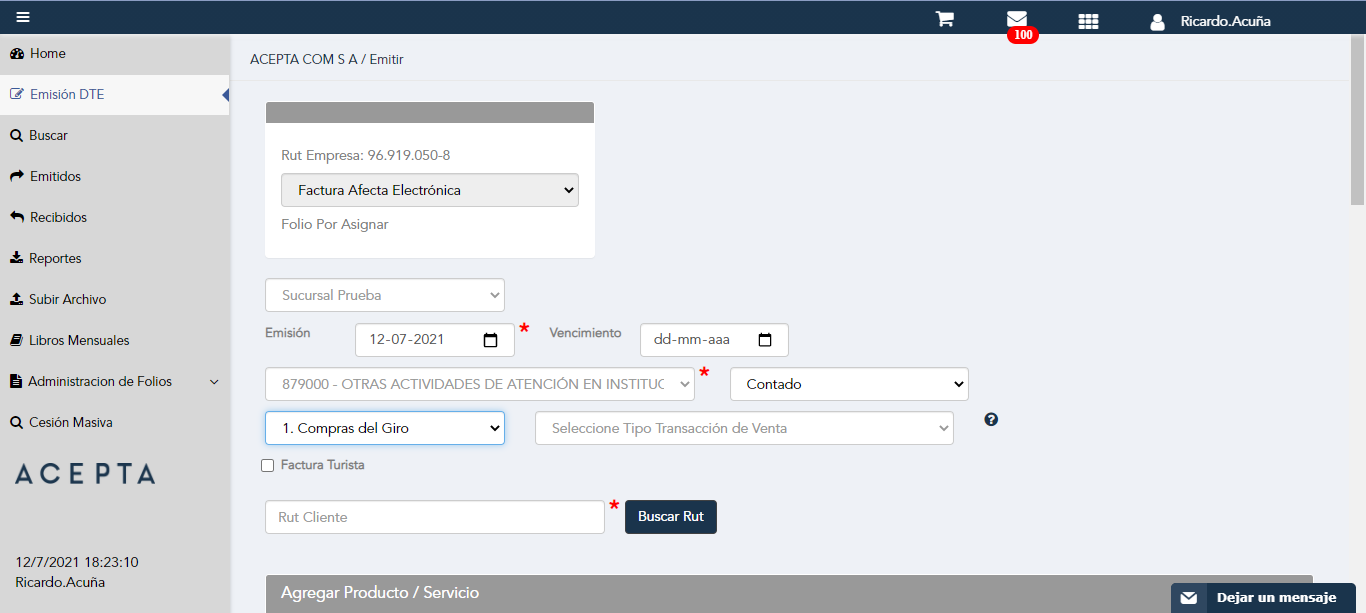 100
Ricardo.Acuña
Home
Emisión DTE
Buscar
Emitidos
Recibidos
Reportes
Subir Archivo
Libros Mensuales
Administracion de Folios
Cesión Masiva
ACEPTA
12/7/2021 18:23:10
Ricardo.Acuña
ACEPTA COM S A / Emitir
Rut Empresa: 96.919.050-8
Factura Afecta Electrónica
Folio Por Asignar
Sucursal Prueba
Emisión 12-07-2021 * Vencimiento dd-mm-aaa
879000 - OTRAS ACTIVIDADES DE ATENCIÓN EN INSTITUC * Contado
1. Compras del Giro Seleccione Tipo Transacción de Venta ?
Factura Turista
Rut Cliente * Buscar Rut
Agregar Producto / Servicio
Dejar un mensaje